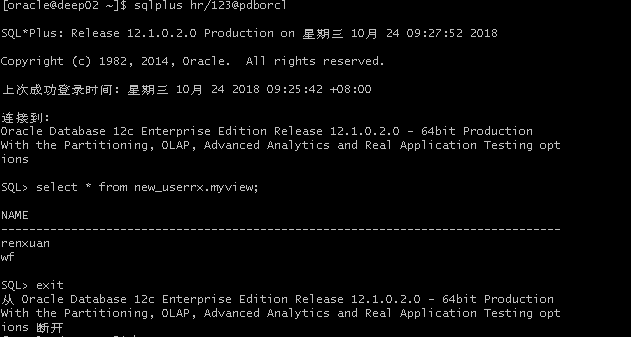 [oracle@deep02 ~]$ sqlplus hr/123@pdborcl
SQL*Plus: Release 12.1.0.2.0 Production on 星期三 10月 24 09:27:52 2018
Copyright (c) 1982, 2014, Oracle.  All rights reserved.
上次成功登录时间: 星期三 10月 24 2018 09:25:42 +08:00
连接到:
Oracle Database 12c Enterprise Edition Release 12.1.0.2.0 - 64bit Production
With the Partitioning, OLAP, Advanced Analytics and Real Application Testing opt
ions
SQL> select * from new_userrx.myview;
NAME
--------------------------------------------------------------------------------
renxuan
wf
SQL> exit
从 Oracle Database 12c Enterprise Edition Release 12.1.0.2.0 - 64bit Production
With the Partitioning, OLAP, Advanced Analytics and Real Application Testing opt
ions 断开